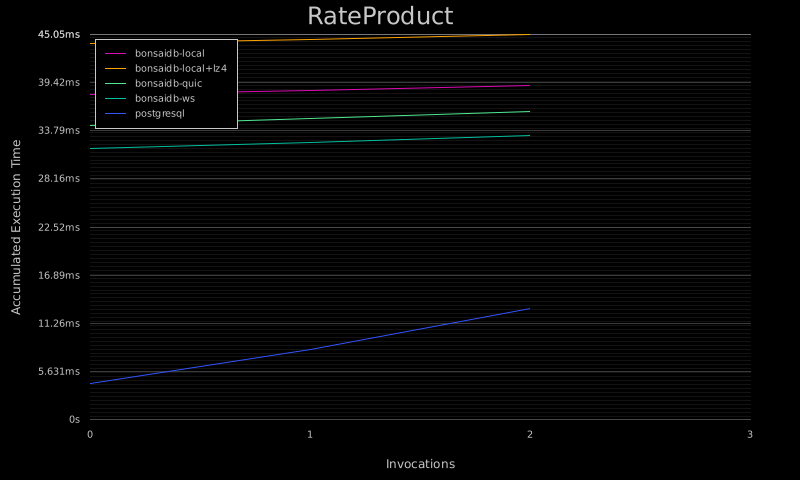 RateProduct
45.05ms
39.42ms
33.79ms
28.16ms
22.52ms
16.89ms
11.26ms
5.631ms
0s
Accumulated Execution Time
bonsaidb-local
bonsaidb-local+lz4
bonsaidb-quic
bonsaidb-ws
postgresql
0 1 2 3
Invocations